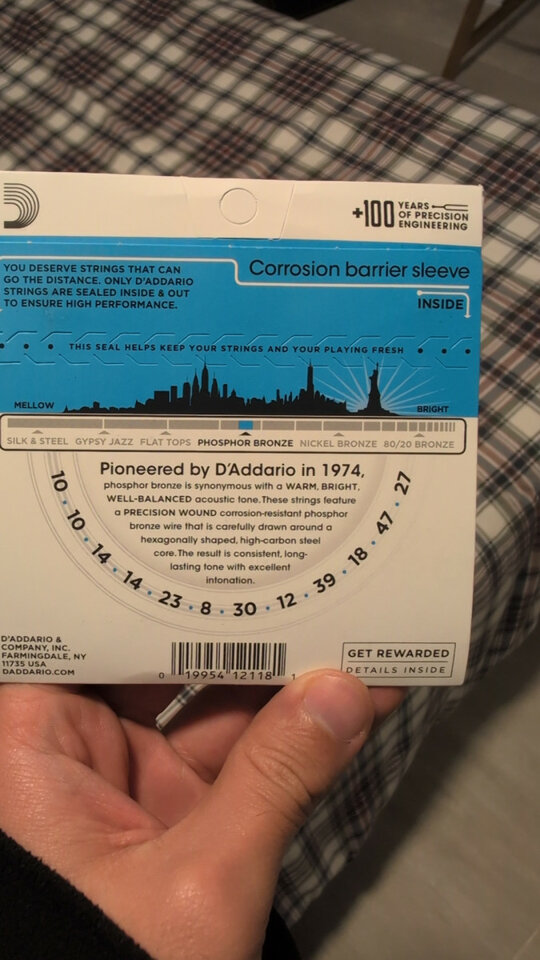 +100 YEARS
OF PRECISION
ENGINEERING
YOU DESERVE STRINGS THAT CAN
GO THE DISTANCE. ONLY D'ADDARIO
STRINGS ARE SEALED INSIDE & OUT
TO ENSURE HIGH PERFORMANCE.
Corrosion barrier sleeve
INSIDE
THIS SEAL HELPS KEEP YOUR STRINGS AND YOUR PLAYING FRESH
MELLOW BRIGHT
SILK & STEEL GYPSY JAZZ FLAT TOPS PHOSPHOR BRONZE NICKEL BRONZE 80/20 BRONZE
Pioneered by D'Addario in 1974,
phosphor bronze is synonymous with a WARM, BRIGHT,
WELL-BALANCED acoustic tone. These strings feature
a PRECISION WOUND corrosion-resistant phosphor
bronze wire that is carefully drawn around a
hexagonally shaped, high-carbon steel
core. The result is consistent, long-
lasting tone with excellent
intonation.
10 • 10 • 14 • 14 • 23 • 8 • 30 • 12 • 39 • 18 • 47 • 27
D'ADDARIO &
COMPANY, INC.
FARMINGDALE, NY
11735 USA
DADDARIO.COM
0 19954 12118 1
GET REWARDED
DETAILS INSIDE